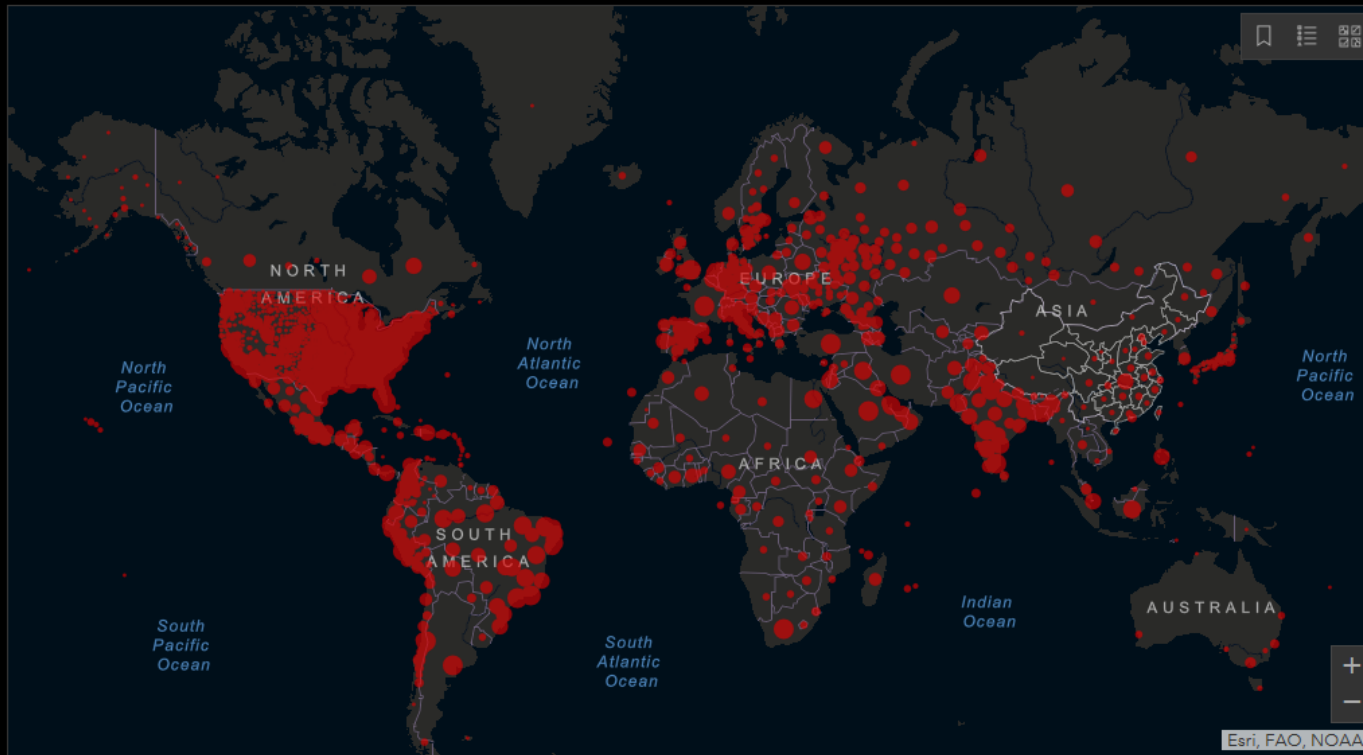 NORTH
AMERICA
EUROPE
ASIA
North
Pacific
Ocean
North
Atlantic
Ocean
North
Pacific
Ocean
AFRICA
SOUTH
AMERICA
Indian
Ocean
AUSTRALIA
South
Pacific
Ocean
South
Atlantic
Ocean
+
−
Esri, FAO, NOAA